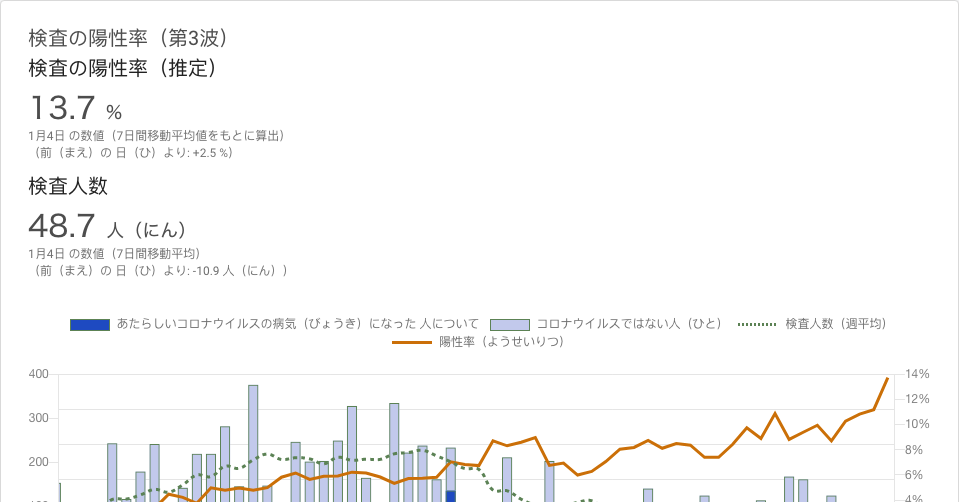 検査の陽性率（第3波）
検査の陽性率（推定）
13.7 %
1月4日 の数値（7日間移動平均値をもとに算出）
（前（まえ）の 日（ひ）より: +2.5 %）
検査人数
48.7 人（にん）
1月4日 の数値（7日間移動平均）
（前（まえ）の 日（ひ）より: -10.9 人（にん））
あたらしいコロナウイルスの病気（びょうき）になった 人について コロナウイルスではない人（ひと） 検査人数（週平均）
陽性率（ようせいりつ）
400 14%
12%
300 10%
200 8%
6%
4%